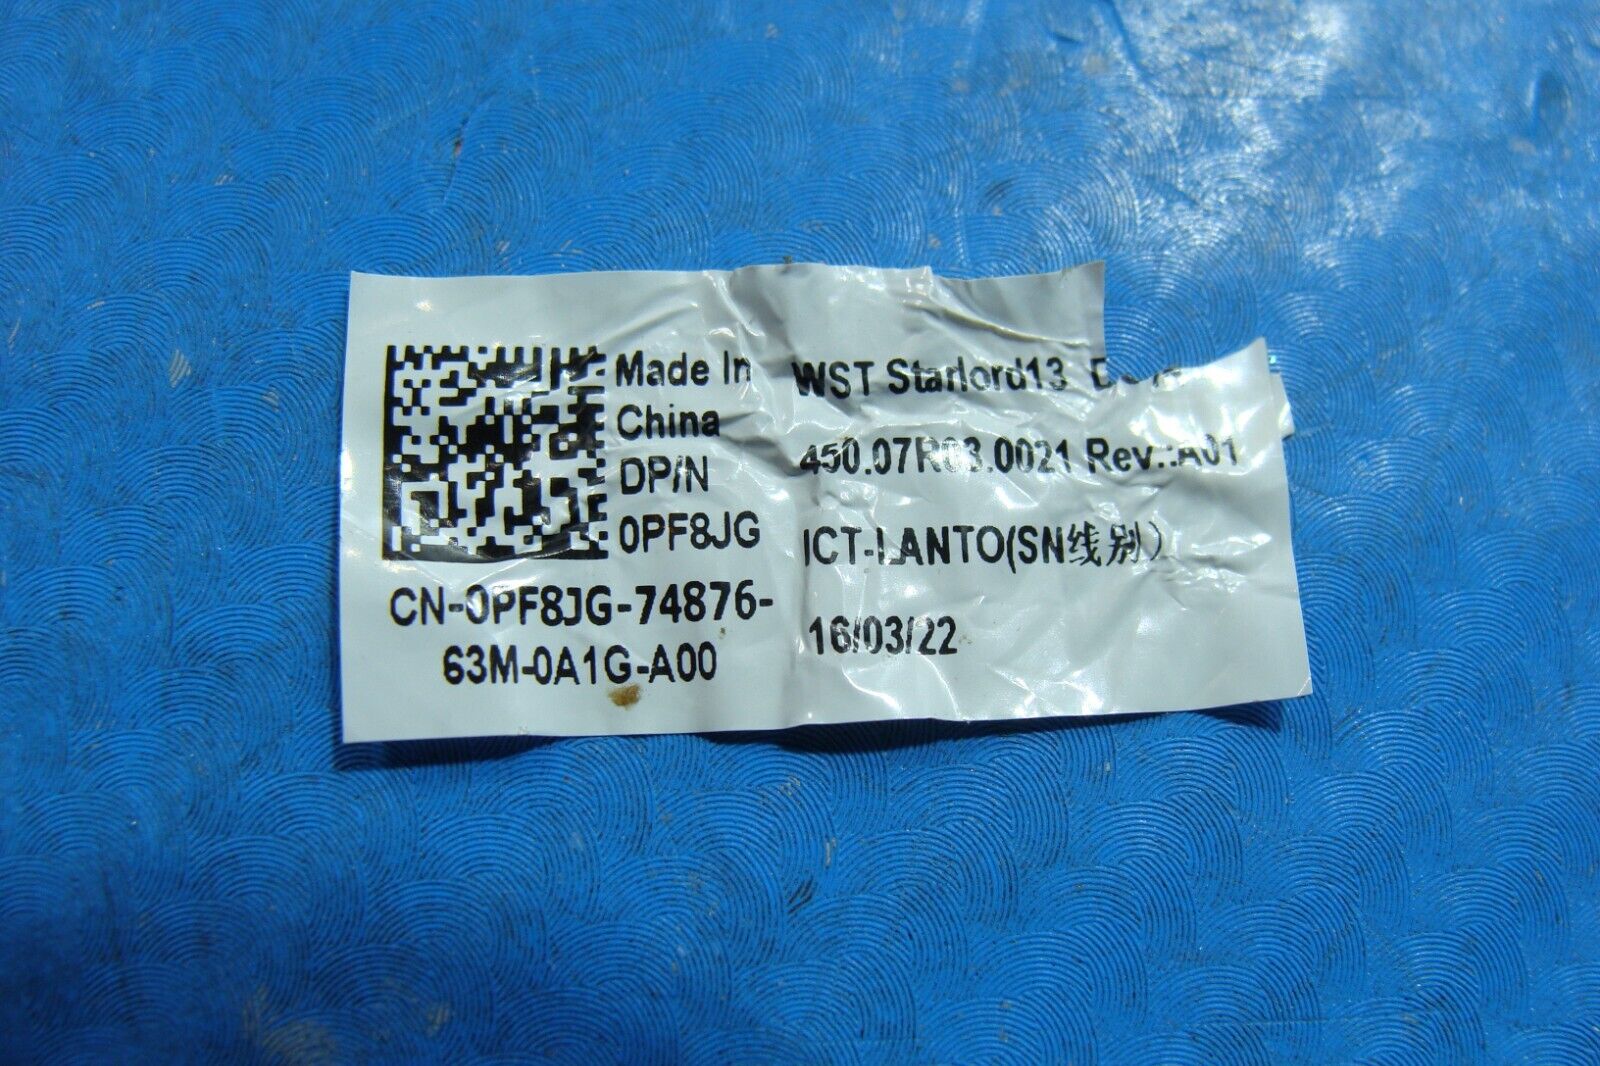 Made In
China
DP/N
0PF8JG
CN-0PF8JG-74876-
63M-0A1G-A00
WST Starlord13
450.07R03.0021 Rev.:A01
ICT-LANTO(SN线别）
16/03/22